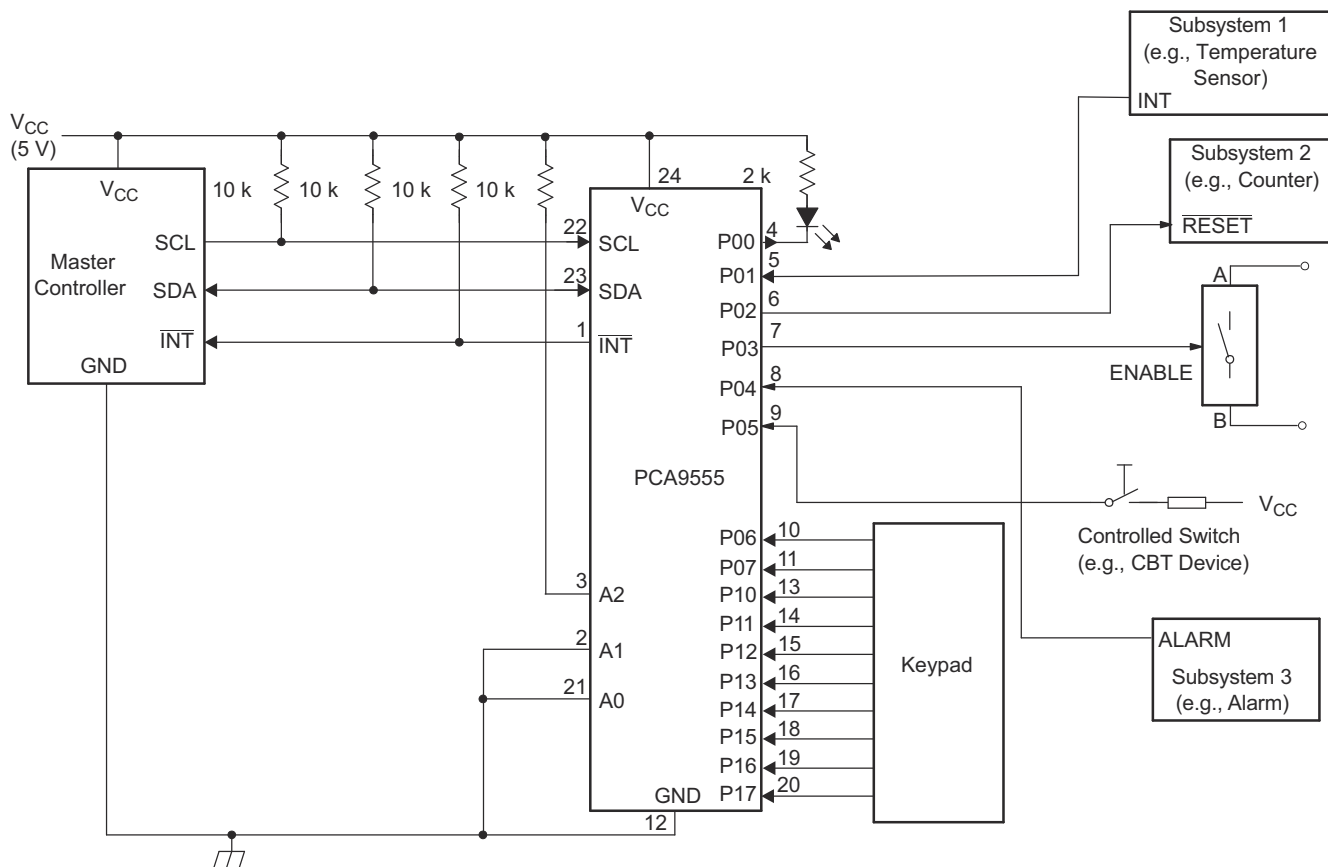 Subsystem 1
(e.g., Temperature
Sensor)
INT
VCC
(5 V)
Subsystem 2
(e.g., Counter)
RESET
VCC
10 k
10 k
10 k
10 k
24
VCC
2 k
SCL
22
SCL
P00
4
Master
Controller
SDA
23
SDA
P01
5
P02
6
INT
1
INT
P03
7
A
ENABLE
B
GND
P04
8
P05
9
PCA9555
VCC
Controlled Switch
(e.g., CBT Device)
P06
10
P07
11
P10
13
P11
14
P12
15
P13
16
P14
17
P15
18
P16
19
P17
20
Keypad
3
A2
2
A1
21
A0
ALARM
Subsystem 3
(e.g., Alarm)
GND
12